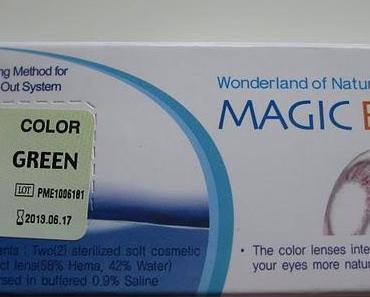 ng Method for
Out System
COLOR
GREEN
LOT PME1006181
2013.06.17
ents : Two(2) sterilized soft cosmetic
ct lens(58% Hema, 42% Water)
rsed in buffered 0.9% Saline
Wonderland of Natur
MAGIC E
• The color lenses inte
your eyes more natur